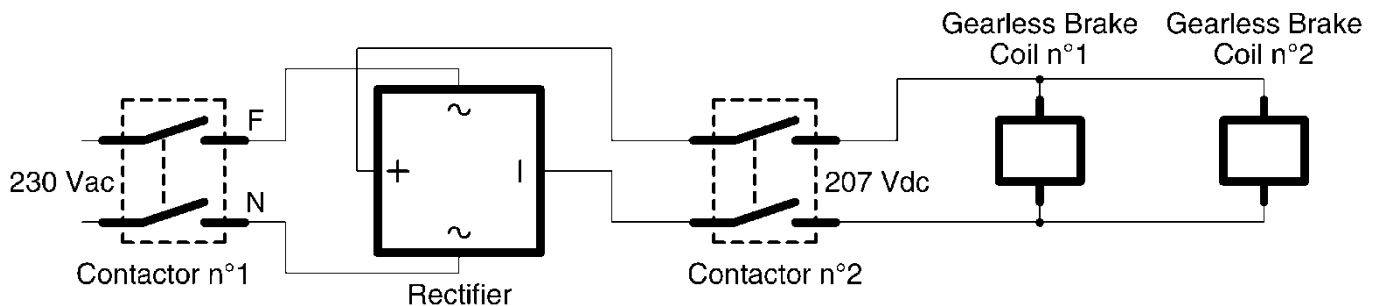 Gearless Brake
Coil n°1
Gearless Brake
Coil n°2
F
~
+
−
230 Vac
207 Vdc
N
~
Contactor n°1
Contactor n°2
Rectifier